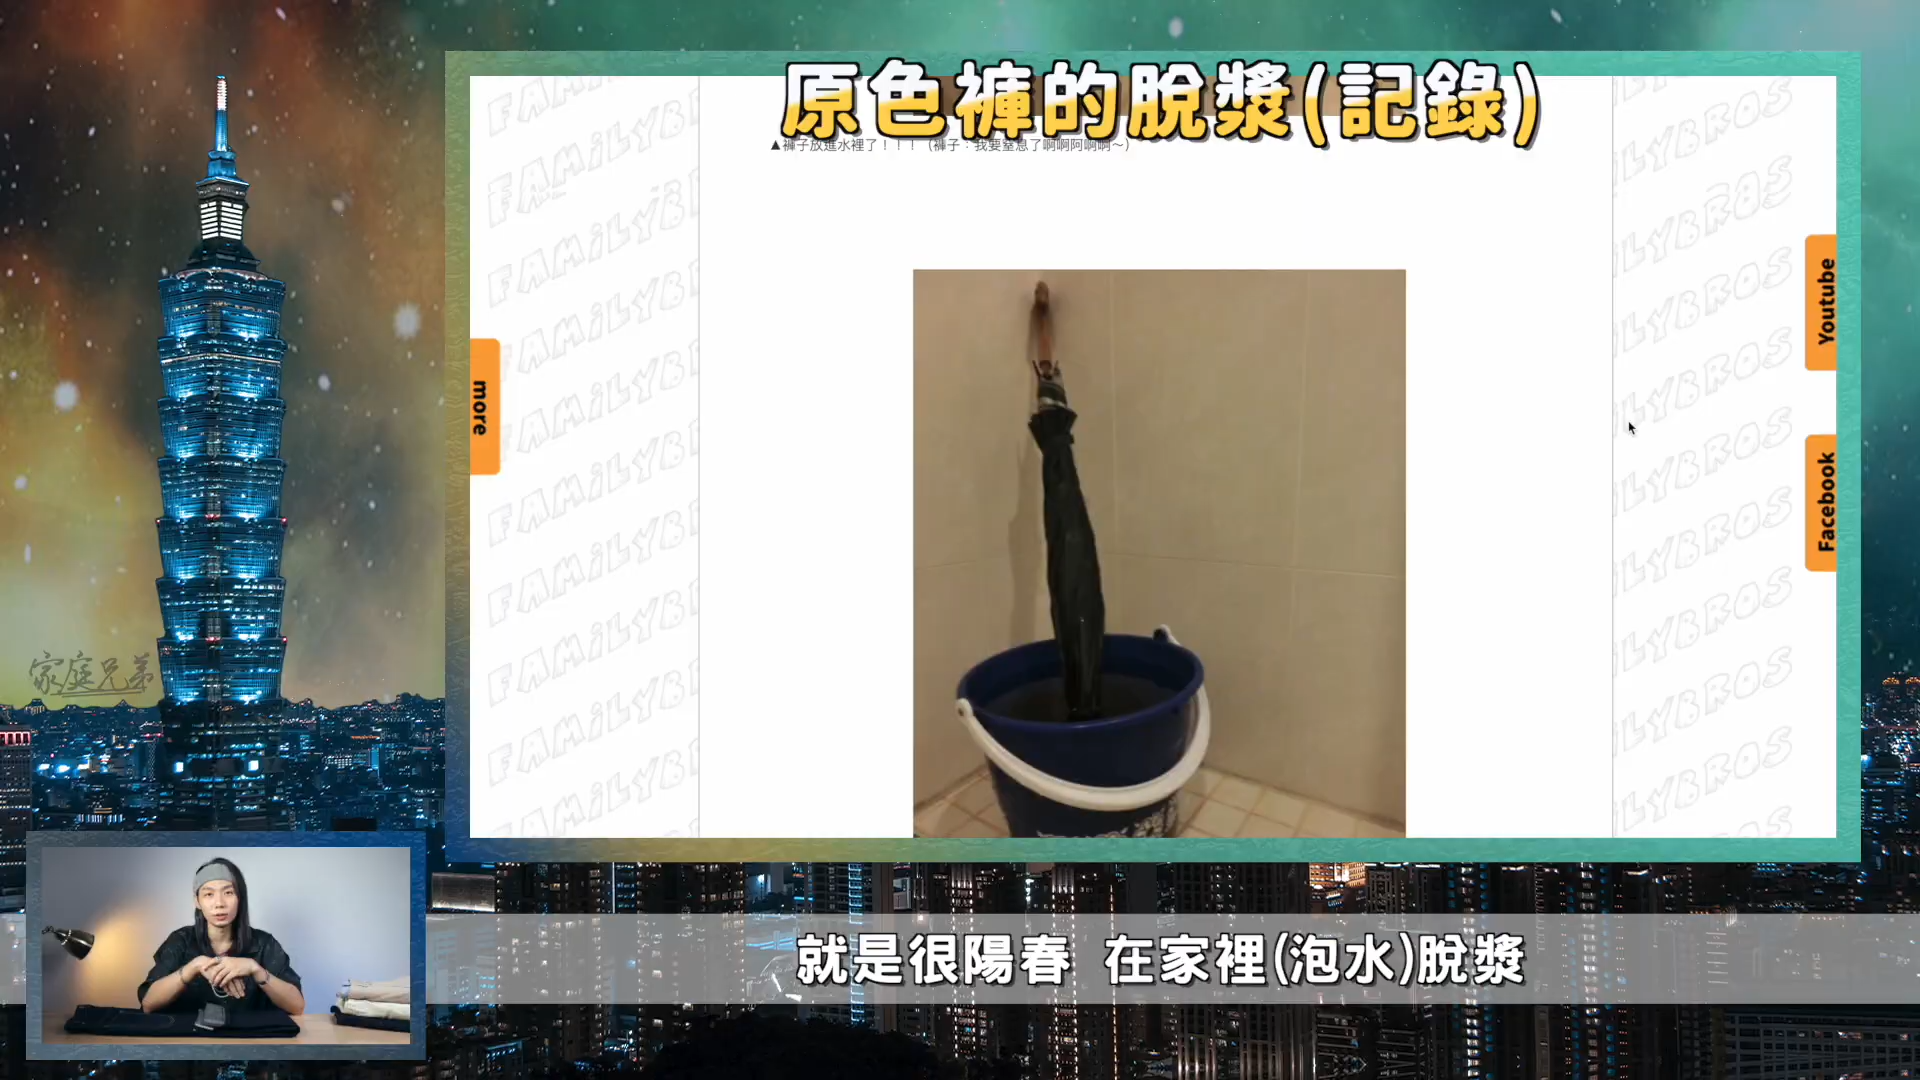 原色褲的脫漿(記錄)
▲褲子放進水裡了！！！（褲子：我要窒息了啊啊阿啊啊～）
FAMILYBROS
more
Youtube
Facebook
家庭兄弟
就是很陽春 在家裡(泡水)脫漿